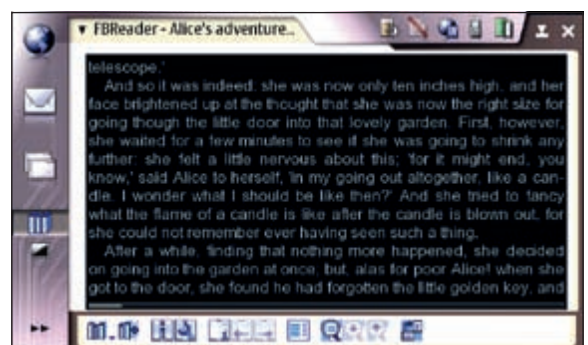 FBReader - Alice's adventure...
telescope.'
And so it was indeed: she was now only ten inches high, and her
face brightened up at the thought that she was now the right size for
going though the little door into that lovely garden. First, however,
she waited for a few minutes to see if she was going to shrink any
further: she felt a little nervous about this; 'for it might end, you
know,' said Alice to herself, 'in my going out altogether, like a can-
dle. I wonder what I should be like then?' And she tried to fancy
what the flame of a candle is like after the candle is blown out, for
she could not remember ever having seen such a thing.
After a while, finding that nothing more happened, she decided
on going into the garden at once; but, alas for poor Alice! when she
got to the door, she found he had forgotten the little golden key, and